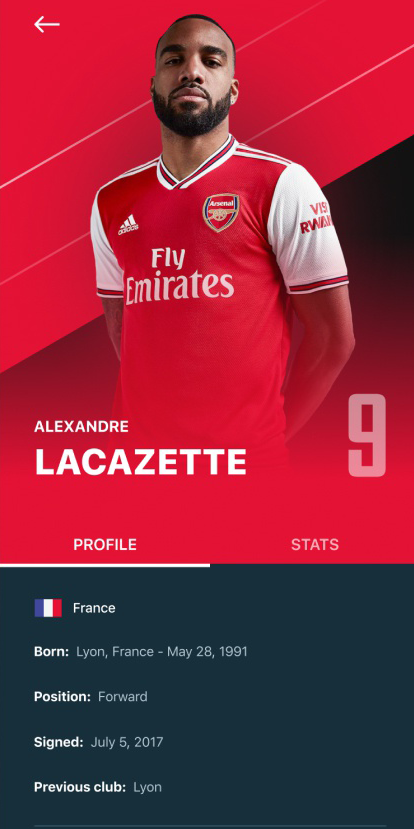 adidas
Arsenal
VIS
RWAN
Fly
Emirates
ALEXANDRE
LACAZETTE
9
PROFILE
STATS
France
Born: Lyon, France - May 28, 1991
Position: Forward
Signed: July 5, 2017
Previous club: Lyon